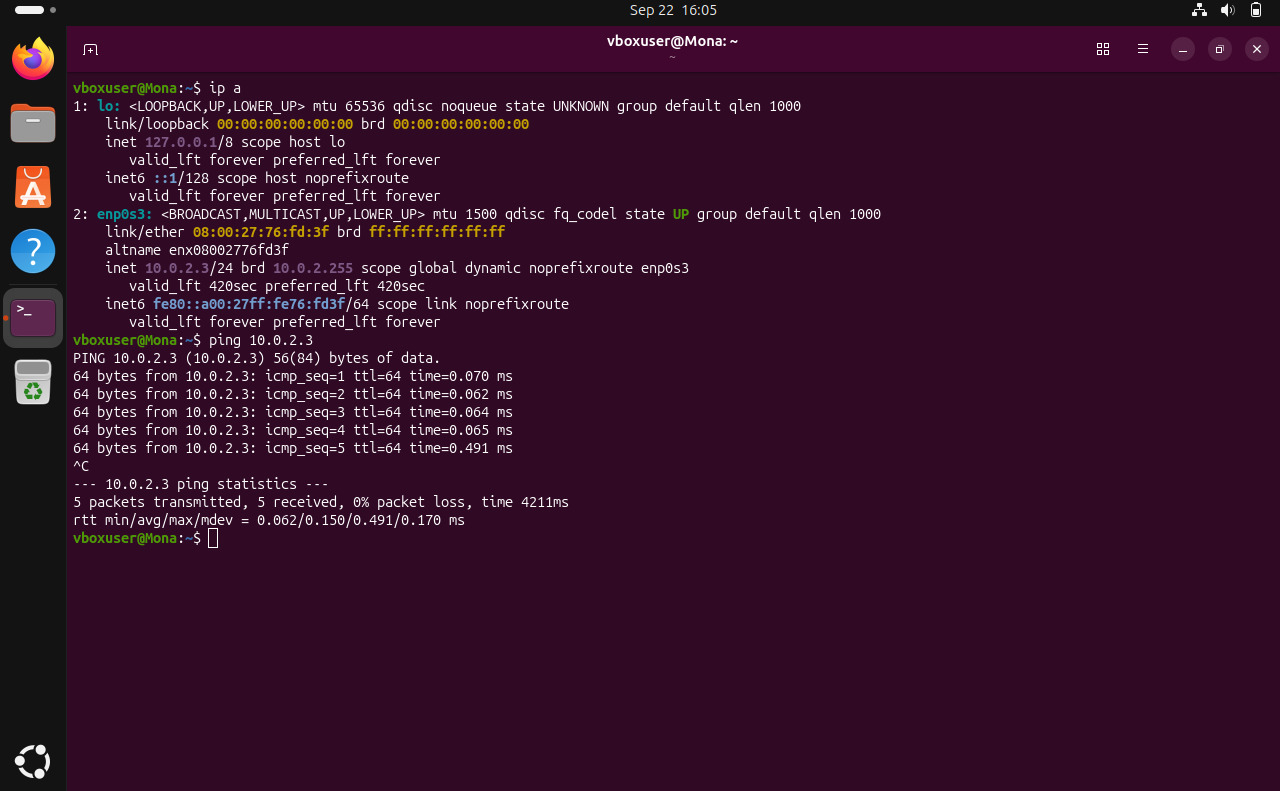 Sep 22 16:05
vboxuser@Mona: ~
~
vboxuser@Mona:~$ ip a
1: lo: <LOOPBACK,UP,LOWER_UP> mtu 65536 qdisc noqueue state UNKNOWN group default qlen 1000
    link/loopback 00:00:00:00:00:00 brd 00:00:00:00:00:00
    inet 127.0.0.1/8 scope host lo
       valid_lft forever preferred_lft forever
    inet6 ::1/128 scope host noprefixroute
       valid_lft forever preferred_lft forever
2: enp0s3: <BROADCAST,MULTICAST,UP,LOWER_UP> mtu 1500 qdisc fq_codel state UP group default qlen 1000
    link/ether 08:00:27:76:fd:3f brd ff:ff:ff:ff:ff:ff
    altname enx08002776fd3f
    inet 10.0.2.3/24 brd 10.0.2.255 scope global dynamic noprefixroute enp0s3
       valid_lft 420sec preferred_lft 420sec
    inet6 fe80::a00:27ff:fe76:fd3f/64 scope link noprefixroute
       valid_lft forever preferred_lft forever
vboxuser@Mona:~$ ping 10.0.2.3
PING 10.0.2.3 (10.0.2.3) 56(84) bytes of data.
64 bytes from 10.0.2.3: icmp_seq=1 ttl=64 time=0.070 ms
64 bytes from 10.0.2.3: icmp_seq=2 ttl=64 time=0.062 ms
64 bytes from 10.0.2.3: icmp_seq=3 ttl=64 time=0.064 ms
64 bytes from 10.0.2.3: icmp_seq=4 ttl=64 time=0.065 ms
64 bytes from 10.0.2.3: icmp_seq=5 ttl=64 time=0.491 ms
^C
--- 10.0.2.3 ping statistics ---
5 packets transmitted, 5 received, 0% packet loss, time 4211ms
rtt min/avg/max/mdev = 0.062/0.150/0.491/0.170 ms
vboxuser@Mona:~$